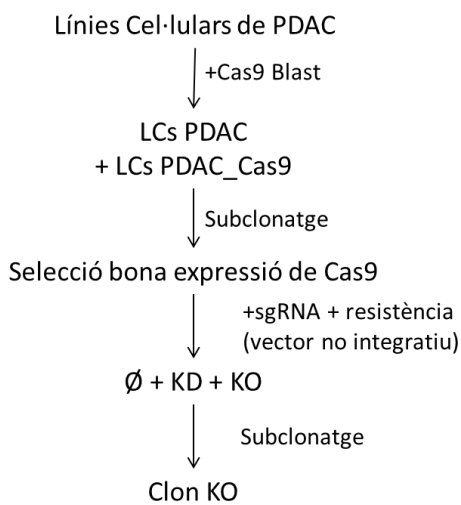 Línies Cel·lulars de PDAC
+Cas9 Blast
LCs PDAC
+ LCs PDAC_Cas9
Subclonatge
Selecció bona expressió de Cas9
+sgRNA + resistència
(vector no integratiu)
Ø + KD + KO
Subclonatge
Clon KO